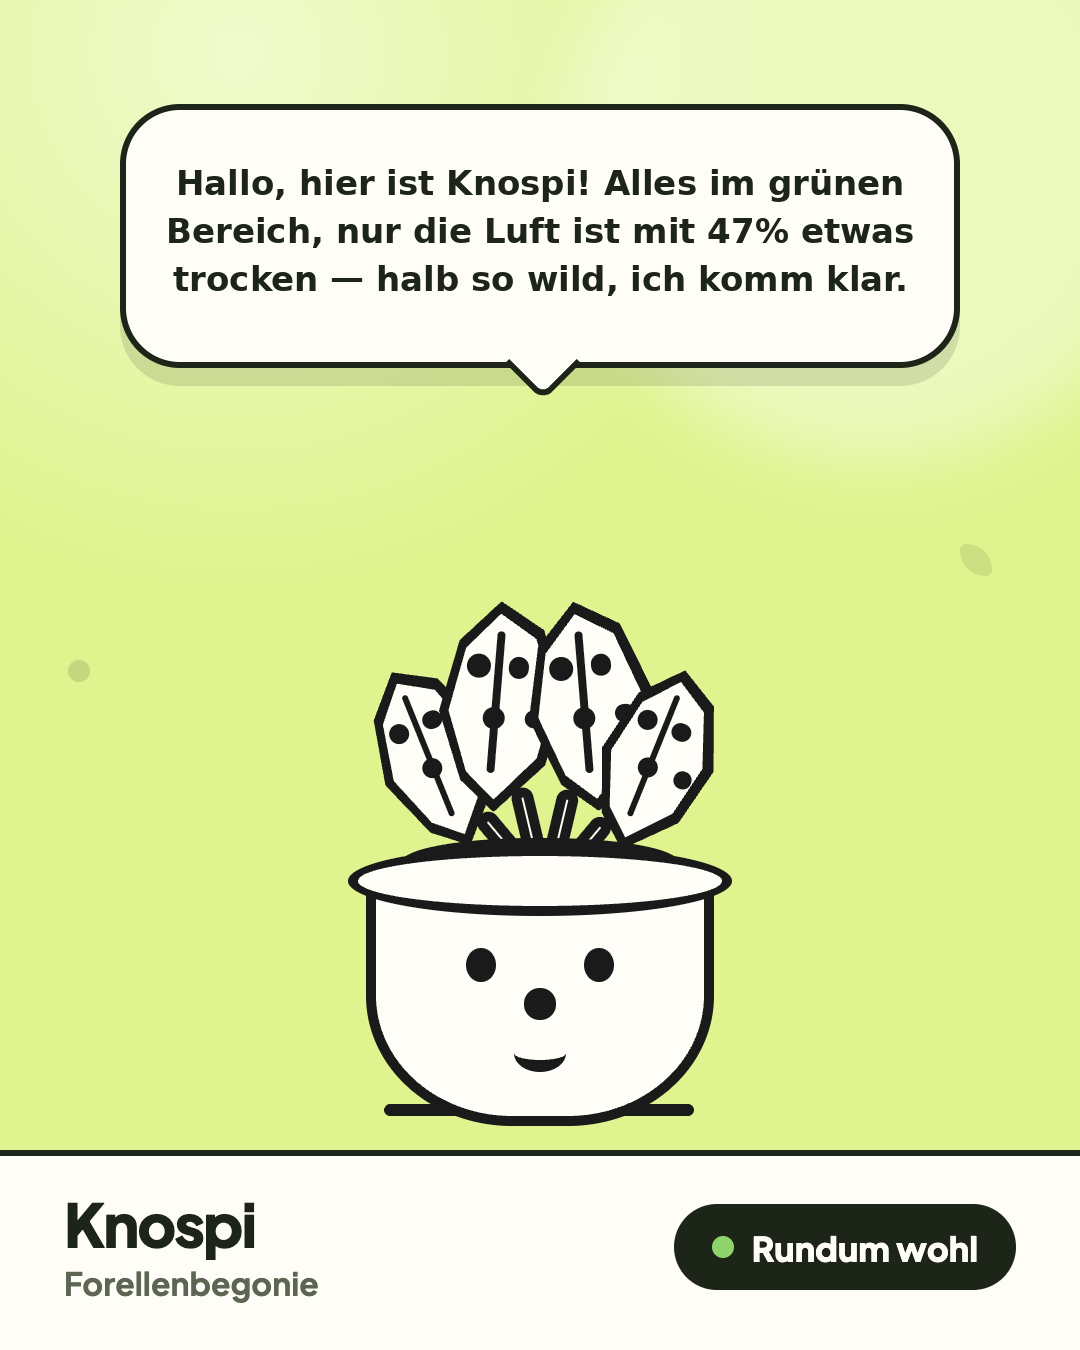 Hallo, hier ist Knospi! Alles im grünen
Bereich, nur die Luft ist mit 47% etwas
trocken — halb so wild, ich komm klar.
Knospi
Forellenbegonie
Rundum wohl